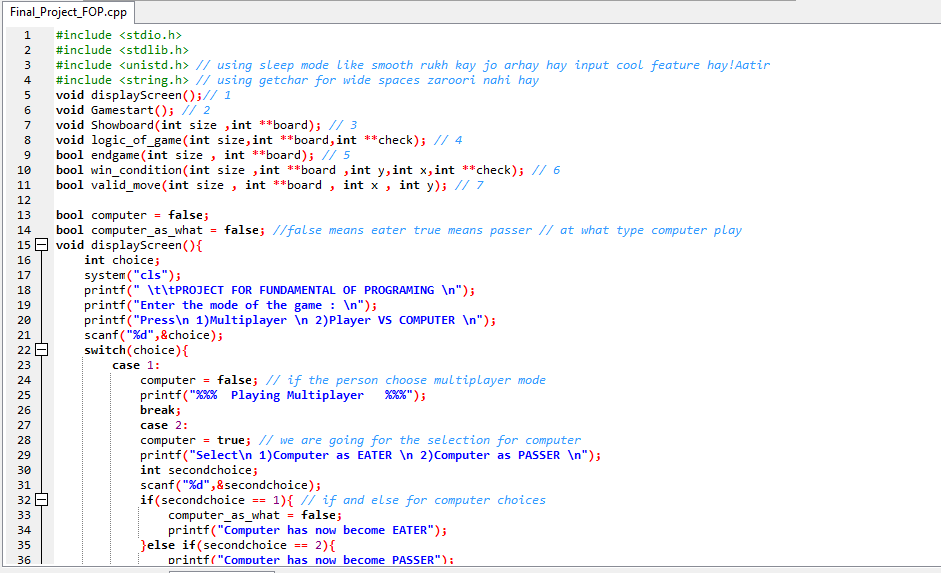 Final_Project_FOP.cpp
1 #include <stdio.h>
2 #include <stdlib.h>
3 #include <unistd.h> // using sleep mode like smooth rukh kay jo arhay hay input cool feature hay!Aatir
4 #include <string.h> // using getchar for wide spaces zaroori nahi hay
5 void displayScreen();// 1
6 void Gamestart(); // 2
7 void Showboard(int size ,int **board); // 3
8 void logic_of_game(int size,int **board,int **check); // 4
9 bool endgame(int size , int **board); // 5
10 bool win_condition(int size ,int **board ,int y,int x,int **check); // 6
11 bool valid_move(int size , int **board , int x , int y); // 7
12
13 bool computer = false;
14 bool computer_as_what = false; //false means eater true means passer // at what type computer play
15 void displayScreen(){
16 int choice;
17 system("cls");
18 printf(" \t\tPROJECT FOR FUNDAMENTAL OF PROGRAMING \n");
19 printf("Enter the mode of the game : \n");
20 printf("Press\n 1)Multiplayer \n 2)Player VS COMPUTER \n");
21 scanf("%d",&choice);
22 switch(choice){
23 case 1:
24 computer = false; // if the person choose multiplayer mode
25 printf("%%%  Playing Multiplayer   %%%");
26 break;
27 case 2:
28 computer = true; // we are going for the selection for computer
29 printf("Select\n 1)Computer as EATER \n 2)Computer as PASSER \n");
30 int secondchoice;
31 scanf("%d",&secondchoice);
32 if(secondchoice == 1){ // if and else for computer choices
33 computer_as_what = false;
34 printf("Computer has now become EATER");
35 }else if(secondchoice == 2){
36 printf("Computer has now become PASSER");